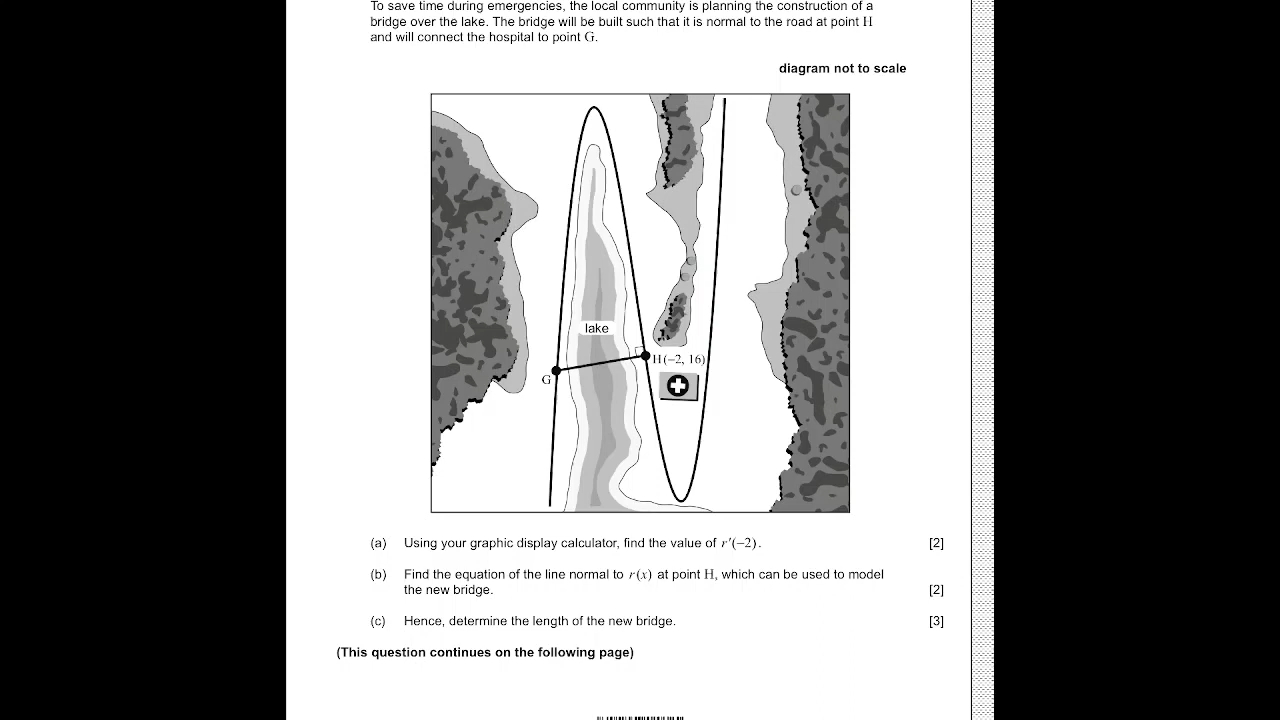 To save time during emergencies, the local community is planning the construction of a
bridge over the lake. The bridge will be built such that it is normal to the road at point H
and will connect the hospital to point G.
diagram not to scale
lake
H(−2, 16)
G
(a) Using your graphic display calculator, find the value of r′(−2). [2]
(b) Find the equation of the line normal to r(x) at point H, which can be used to model
the new bridge. [2]
(c) Hence, determine the length of the new bridge. [3]
(This question continues on the following page)